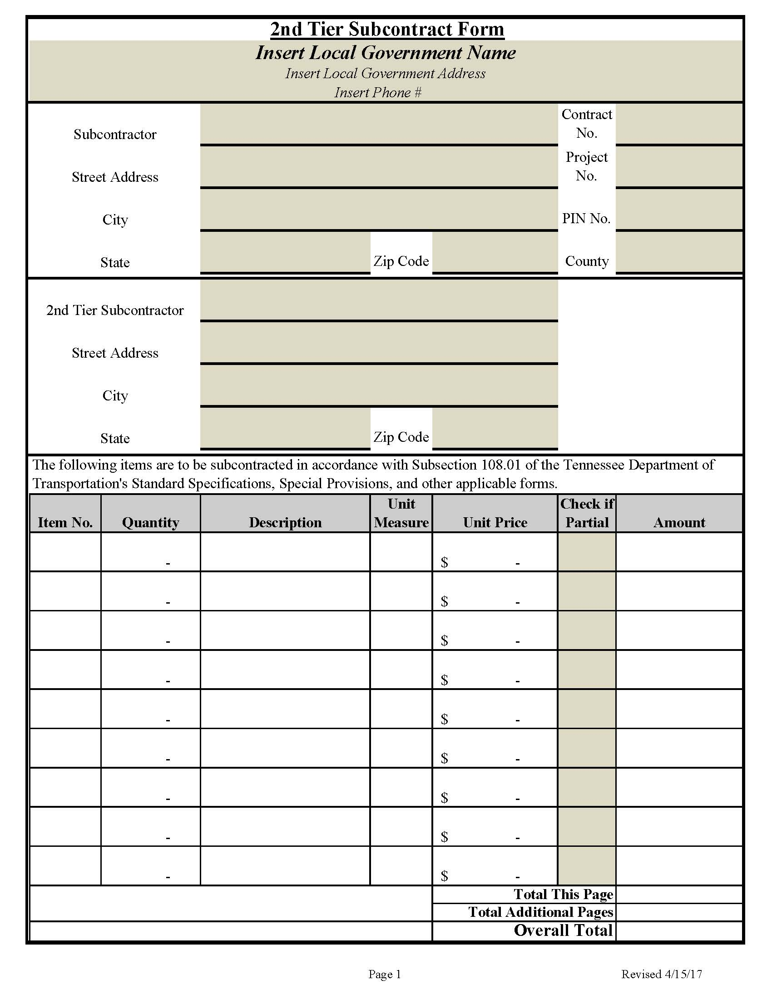 2nd Tier Subcontract Form
Insert Local Government Name
Insert Local Government Address
Insert Phone #
Subcontractor
Contract
No.
Street Address
Project
No.
City
PIN No.
State
Zip Code
County
2nd Tier Subcontractor
Street Address
City
State
Zip Code
The following items are to be subcontracted in accordance with Subsection 108.01 of the Tennessee Department of
Transportation's Standard Specifications, Special Provisions, and other applicable forms.
Item No.
Quantity
Description
Unit
Measure
Unit Price
Check if
Partial
Amount
- $ -
- $ -
- $ -
- $ -
- $ -
- $ -
- $ -
- $ -
- $ -
Total This Page
Total Additional Pages
Overall Total
Page 1
Revised 4/15/17